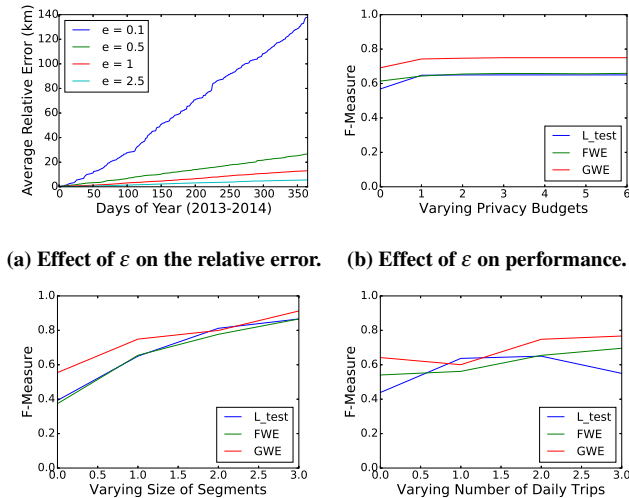 140
120
100
80
60
40
20
0
Average Relative Error (km)
e = 0.1
e = 0.5
e = 1
e = 2.5
0 50 100 150 200 250 300 350
Days of Year (2013-2014)
1.0
0.8
0.6
0.4
0.2
0.0
F-Measure
L_test
FWE
GWE
0 1 2 3 4 5 6
Varying Privacy Budgets
(a) Effect of ε on the relative error.
(b) Effect of ε on performance.
1.0
0.8
0.6
0.4
0.2
0.0
F-Measure
L_test
FWE
GWE
0.0 0.5 1.0 1.5 2.0 2.5 3.0
Varying Size of Segments
1.0
0.8
0.6
0.4
0.2
0.0
F-Measure
L_test
FWE
GWE
0.0 0.5 1.0 1.5 2.0 2.5 3.0
Varying Number of Daily Trips